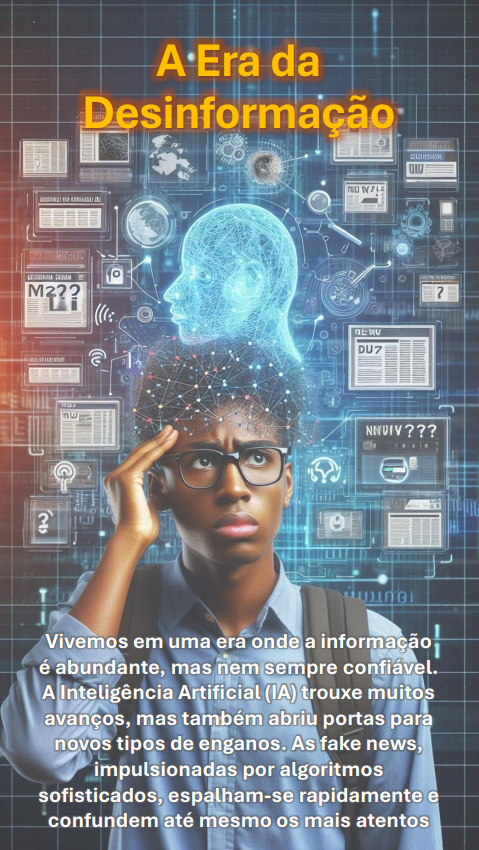 A Era da
Desinformação
M2??
DU7
?
?
Vivemos em uma era onde a informação
é abundante, mas nem sempre confiável.
A Inteligência Artificial (IA) trouxe muitos
avanços, mas também abriu portas para
novos tipos de enganos. As fake news,
impulsionadas por algoritmos
sofisticados, espalham-se rapidamente e
confundem até mesmo os mais atentos